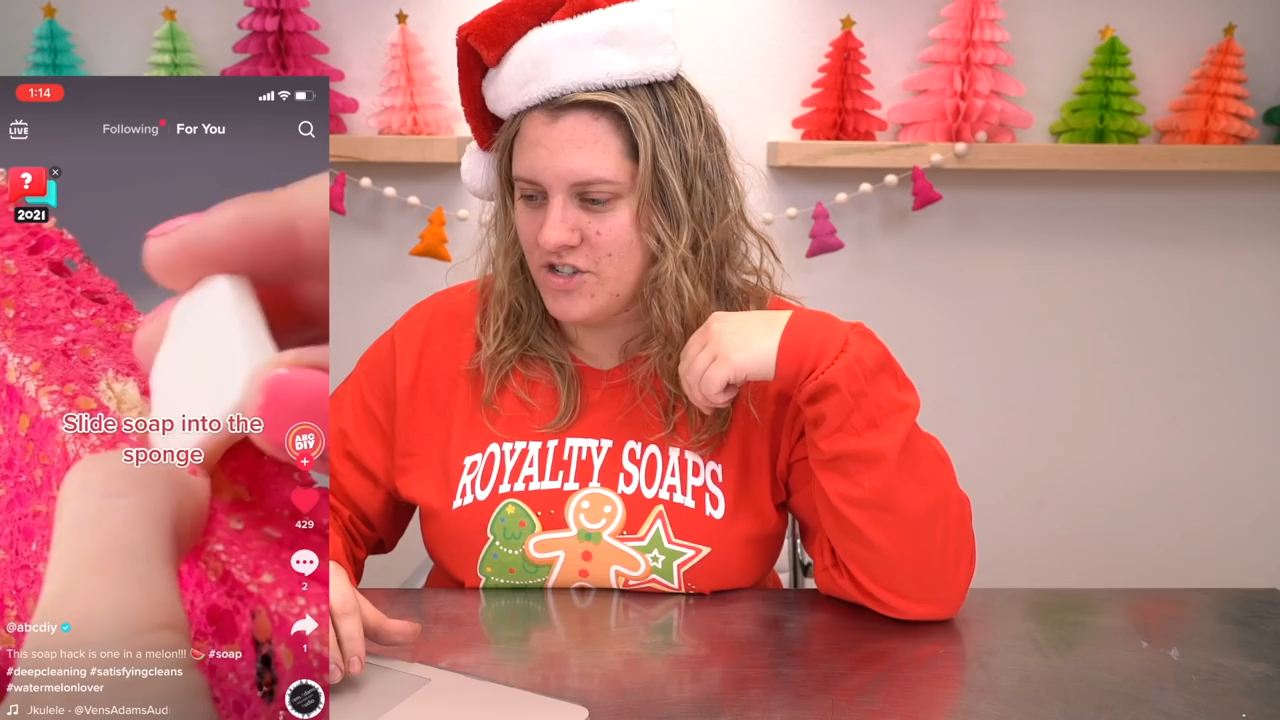 1:14
LIVE
Following
For You
?
2021
Slide soap into the
sponge
ABC
DIY
429
2
1
@abcdiy
This soap hack is one in a melon!!! 🍉 #soap
#deepcleaning #satisfyingcleans
#watermelonlover
Ukulele - @VensAdamsAud
ROYALTY SOAPS